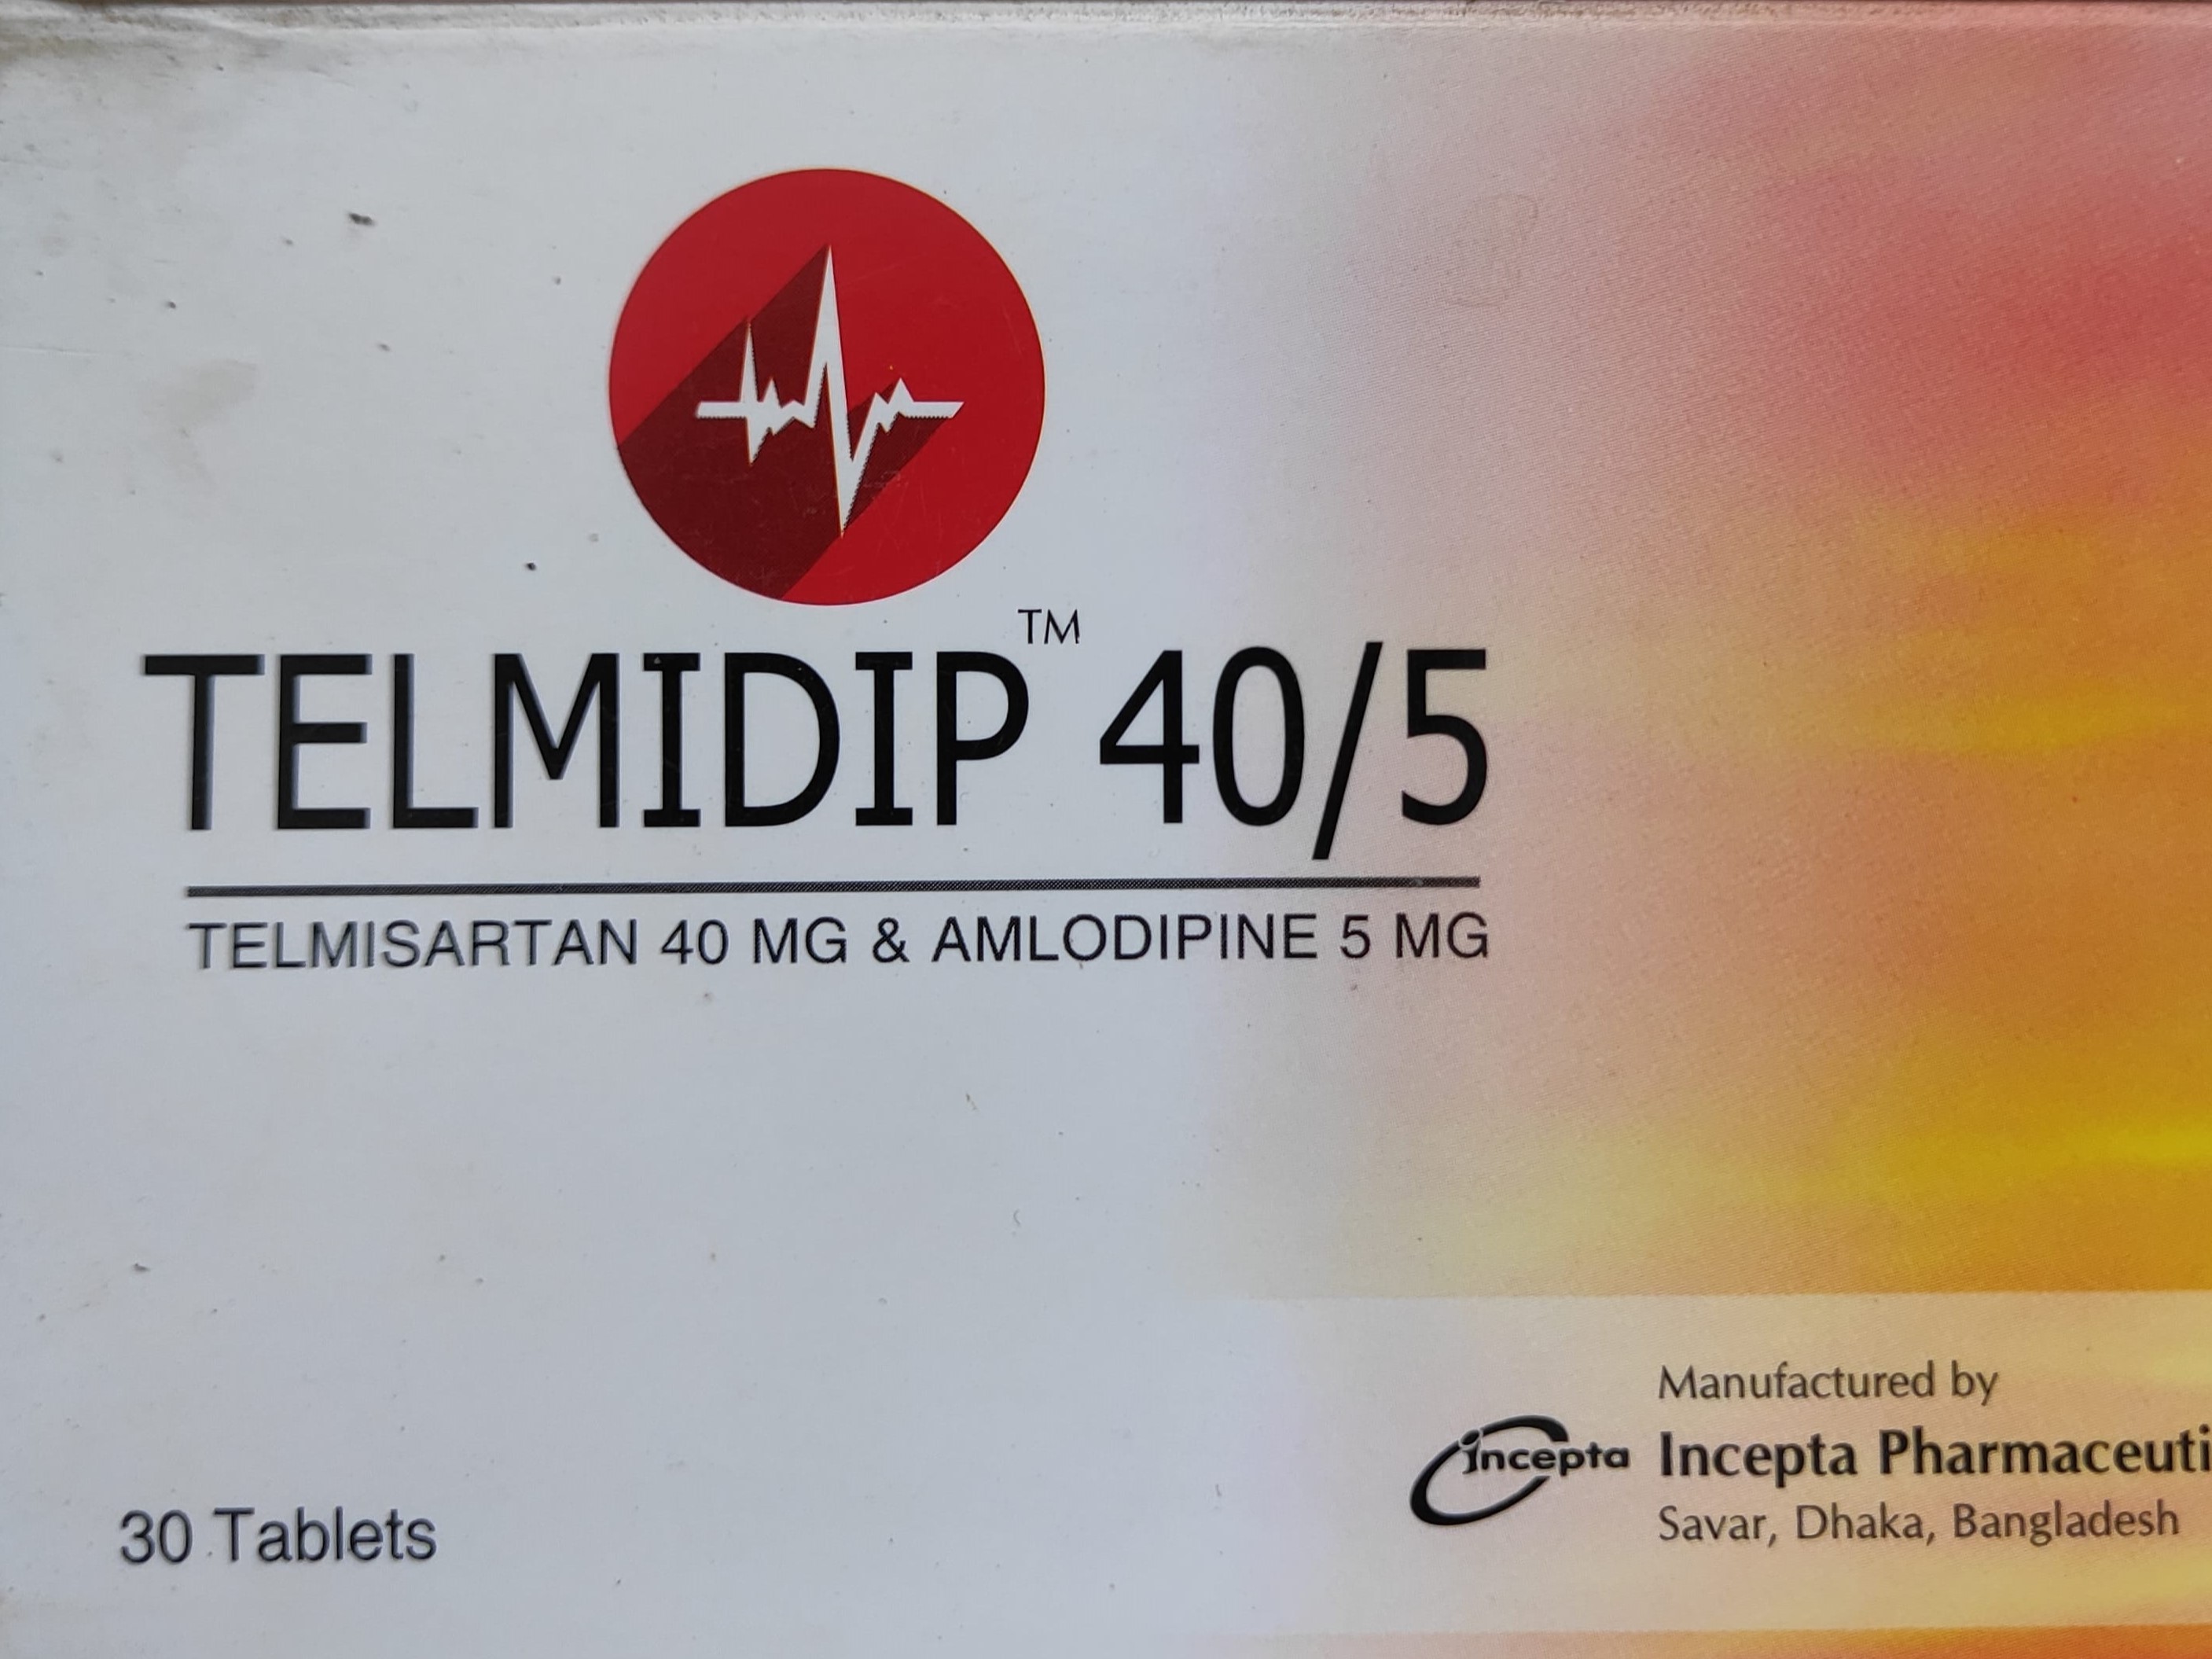 TELMIDIP™ 40/5
TELMISARTAN 40 MG & AMLODIPINE 5 MG
Manufactured by
incepta
Incepta Pharmaceuti
Savar, Dhaka, Bangladesh
30 Tablets